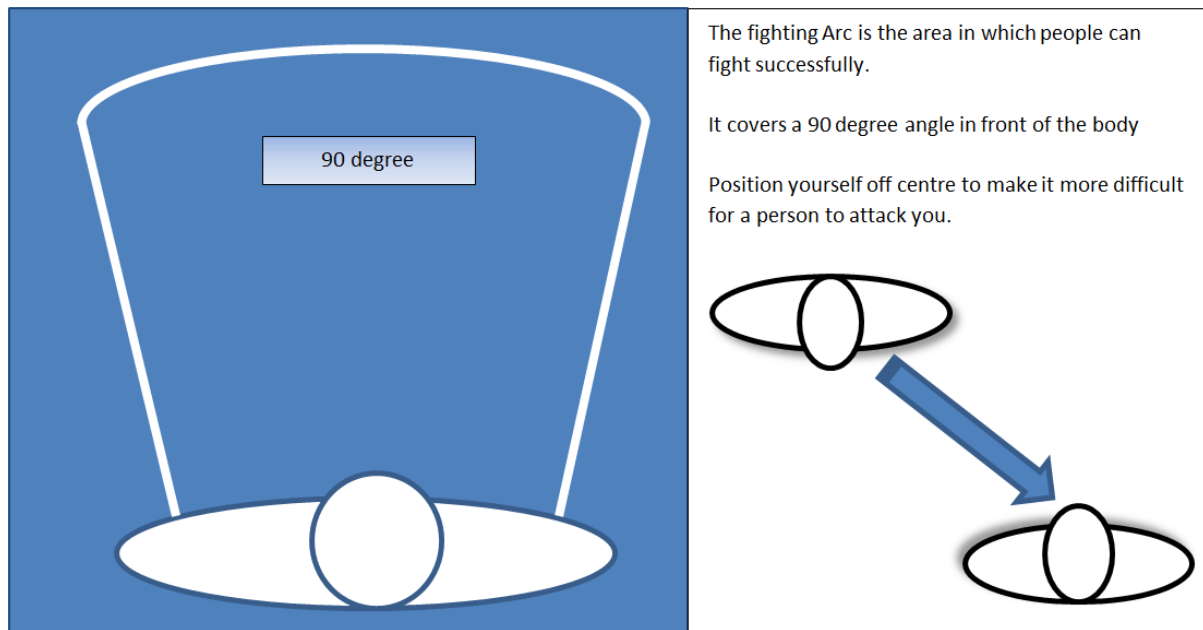 90 degree
The fighting Arc is the area in which people can
fight successfully.
It covers a 90 degree angle in front of the body
Position yourself off centre to make it more difficult
for a person to attack you.